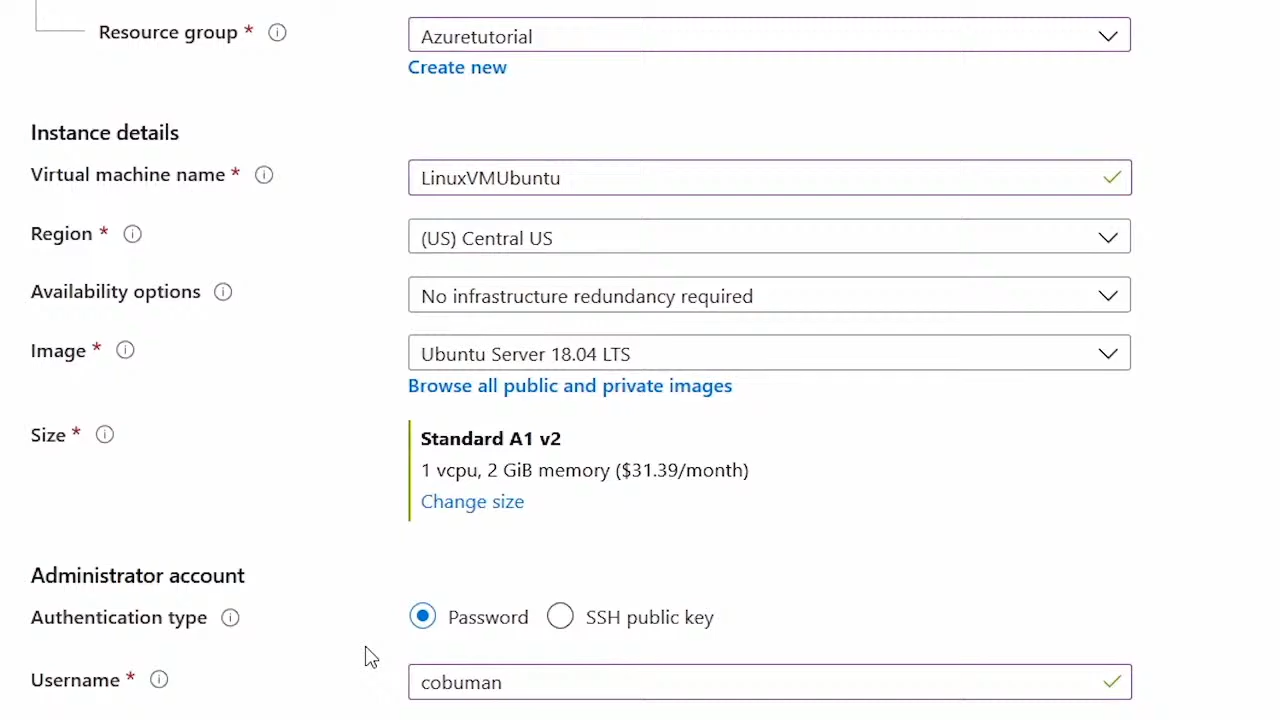 Resource group *
Azuretutorial
Create new
Instance details
Virtual machine name *
LinuxVMUbuntu
Region *
(US) Central US
Availability options
No infrastructure redundancy required
Image *
Ubuntu Server 18.04 LTS
Browse all public and private images
Size *
Standard A1 v2
1 vcpu, 2 GiB memory ($31.39/month)
Change size
Administrator account
Authentication type
Password
SSH public key
Username *
cobuman